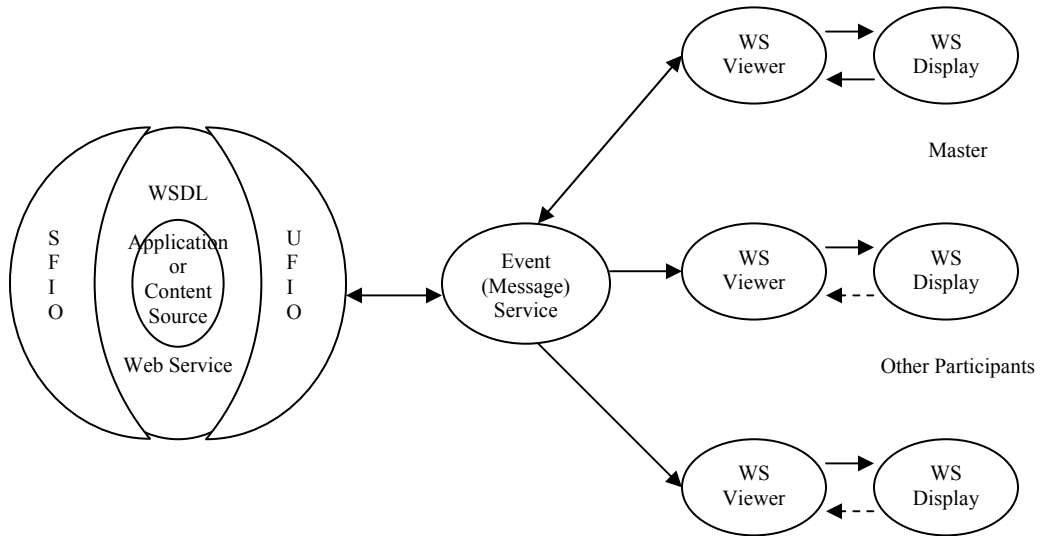 S
F
I
O
WSDL
Application
or
Content
Source
Web Service
U
F
I
O
Event
(Message)
Service
WS
Viewer
WS
Display
Master
WS
Viewer
WS
Display
Other Participants
WS
Viewer
WS
Display